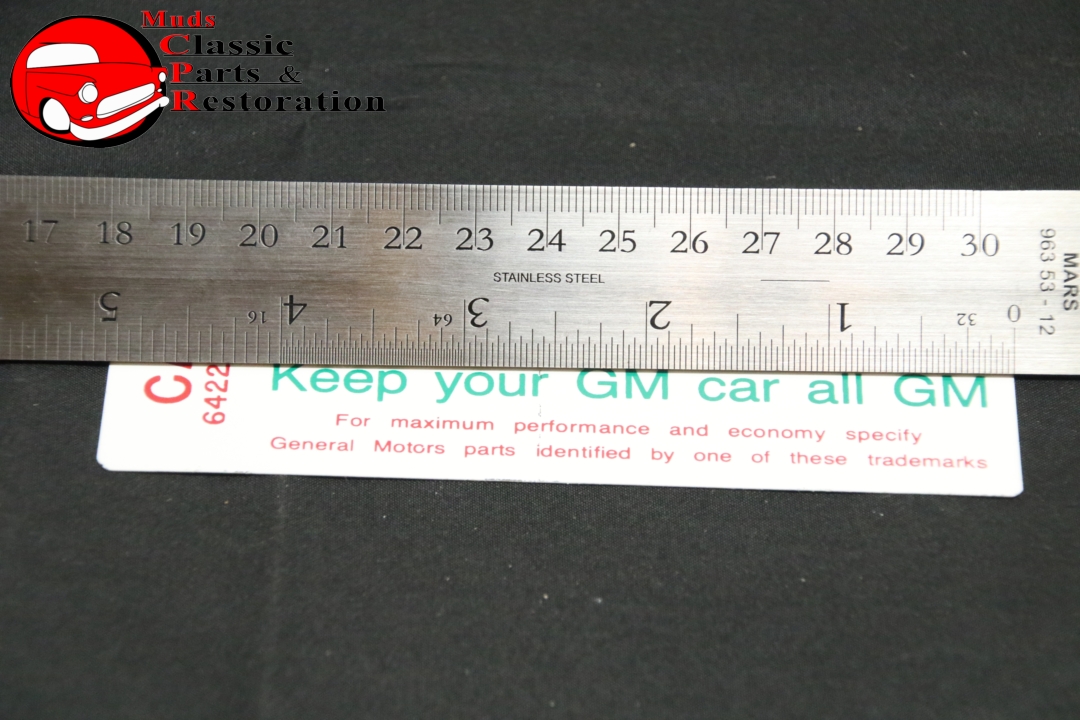 Muds
Classic
Parts &
Restoration
17 18 19 20 21 22 23 24 25 26 27 28 29 30
STAINLESS STEEL
MARS
963 53 - 12
5 16 4 64 3 2 1 32 0
6422
Keep your GM car all GM
For maximum performance and economy specify
General Motors parts identified by one of these trademarks